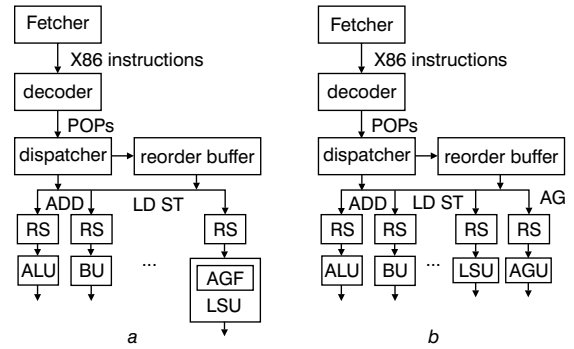 Fetcher
X86 instructions
decoder
POPs
dispatcher
reorder buffer
ADD
LD ST
RS
RS
RS
ALU
BU
...
AGF
LSU
a
Fetcher
X86 instructions
decoder
POPs
dispatcher
reorder buffer
ADD
LD ST
AG
RS
RS
RS
RS
ALU
BU
...
LSU
AGU
b